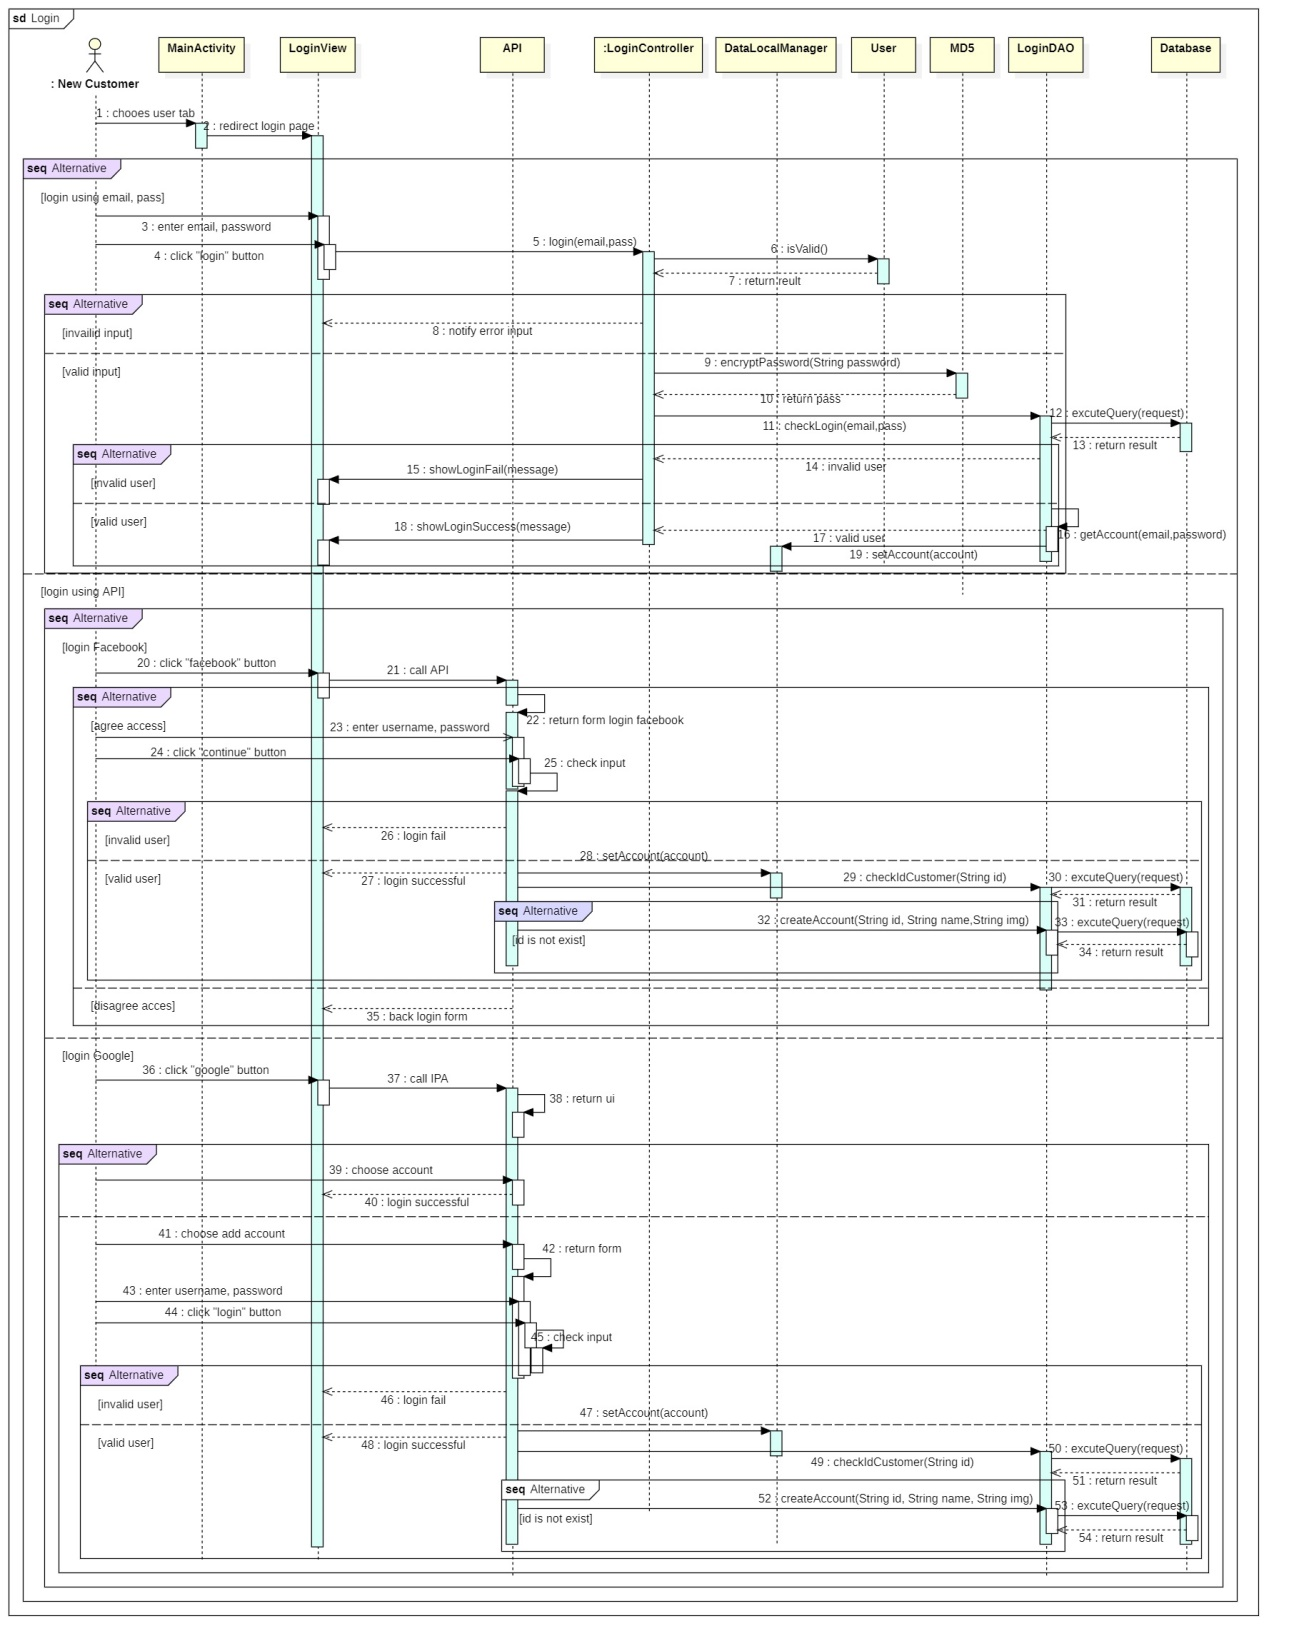 sd Login
MainActivity
LoginView
API
:LoginController
DataLocalManager
User
MD5
LoginDAO
Database
: New Customer
1 : chooes user tab
2 : redirect login page
seq Alternative
[login using email, pass]
3 : enter email, password
4 : click "login" button
5 : login(email,pass)
6 : isValid()
7 : return reult
seq Alternative
[invailid input]
8 : notify error input
[valid input]
9 : encryptPassword(String password)
10 : return pass
11 : checkLogin(email,pass)
12 : excuteQuery(request)
13 : return result
seq Alternative
14 : invalid user
15 : showLoginFail(message)
[invalid user]
[valid user]
18 : showLoginSuccess(message)
16 : getAccount(email,password)
17 : valid user
19 : setAccount(account)
[login using API]
seq Alternative
[login Facebook]
20 : click "facebook" button
21 : call API
seq Alternative
22 : return form login facebook
[agree access]
23 : enter username, password
24 : click "continue" button
25 : check input
seq Alternative
26 : login fail
[invalid user]
28 : setAccount(account)
[valid user]
27 : login successful
29 : checkIdCustomer(String id)
30 : excuteQuery(request)
31 : return result
seq Alternative
32 : createAccount(String id, String name,String img)
33 : excuteQuery(request)
[id is not exist]
34 : return result
[disagree acces]
35 : back login form
[login Google]
36 : click "google" button
37 : call IPA
38 : return ui
seq Alternative
39 : choose account
40 : login successful
41 : choose add account
42 : return form
43 : enter username, password
44 : click "login" button
45 : check input
seq Alternative
46 : login fail
[invalid user]
47 : setAccount(account)
[valid user]
48 : login successful
50 : excuteQuery(request)
49 : checkIdCustomer(String id)
51 : return result
seq Alternative
52 : createAccount(String id, String name, String img)
53 : excuteQuery(request)
[id is not exist]
54 : return result